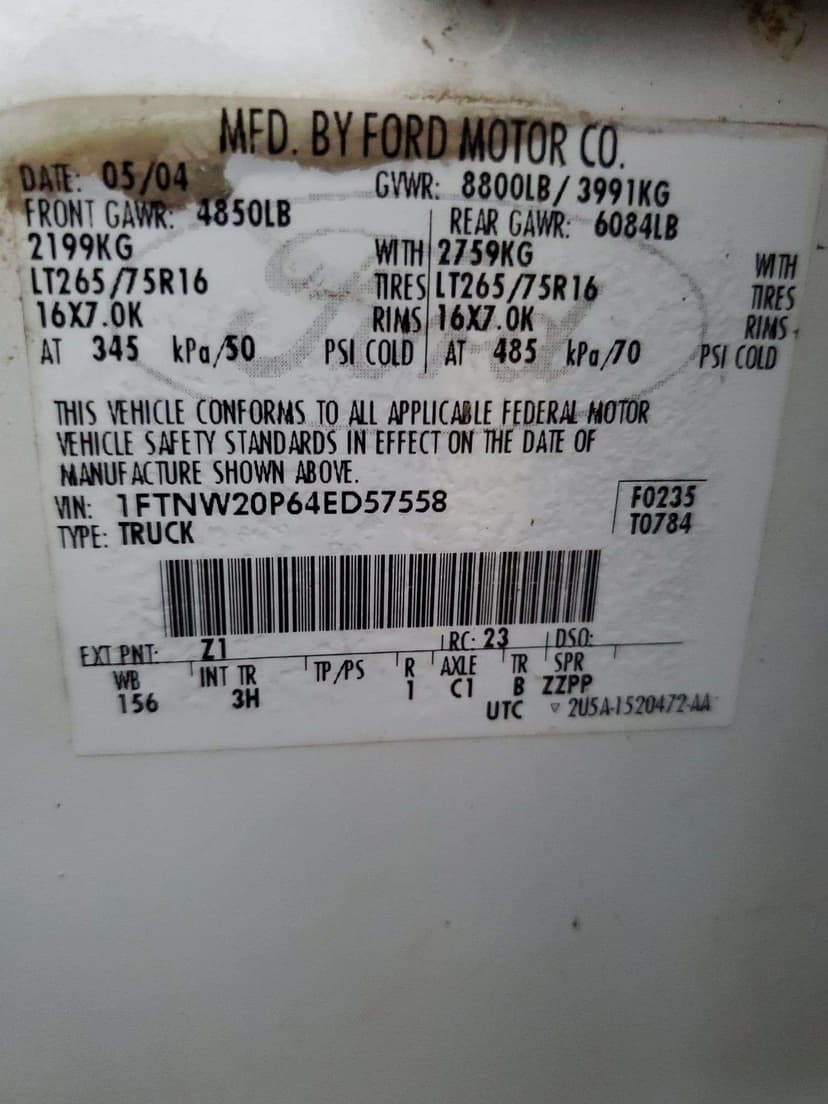 MFD. BY FORD MOTOR CO.
DATE: 05/04 GVWR: 8800LB/3991KG
FRONT GAWR: 4850LB REAR GAWR: 6084LB
2199KG WITH 2759KG WITH
LT265/75R16 TIRES LT265/75R16 TIRES
16X7.0K RIMS 16X7.0K RIMS
AT 345 kPa/50 PSI COLD AT 485 kPa/70 PSI COLD
THIS VEHICLE CONFORMS TO ALL APPLICABLE FEDERAL MOTOR
VEHICLE SAFETY STANDARDS IN EFFECT ON THE DATE OF
MANUFACTURE SHOWN ABOVE.
VIN: 1FTNW20P64ED57558 F0235
TYPE: TRUCK T0784
EXT PNT: Z1 RC: 23 DSO:
WB INT TR TP/PS R AXLE TR SPR
156 3H 1 C1 B ZZPP
UTC ▽ 2U5A-1520472-AA